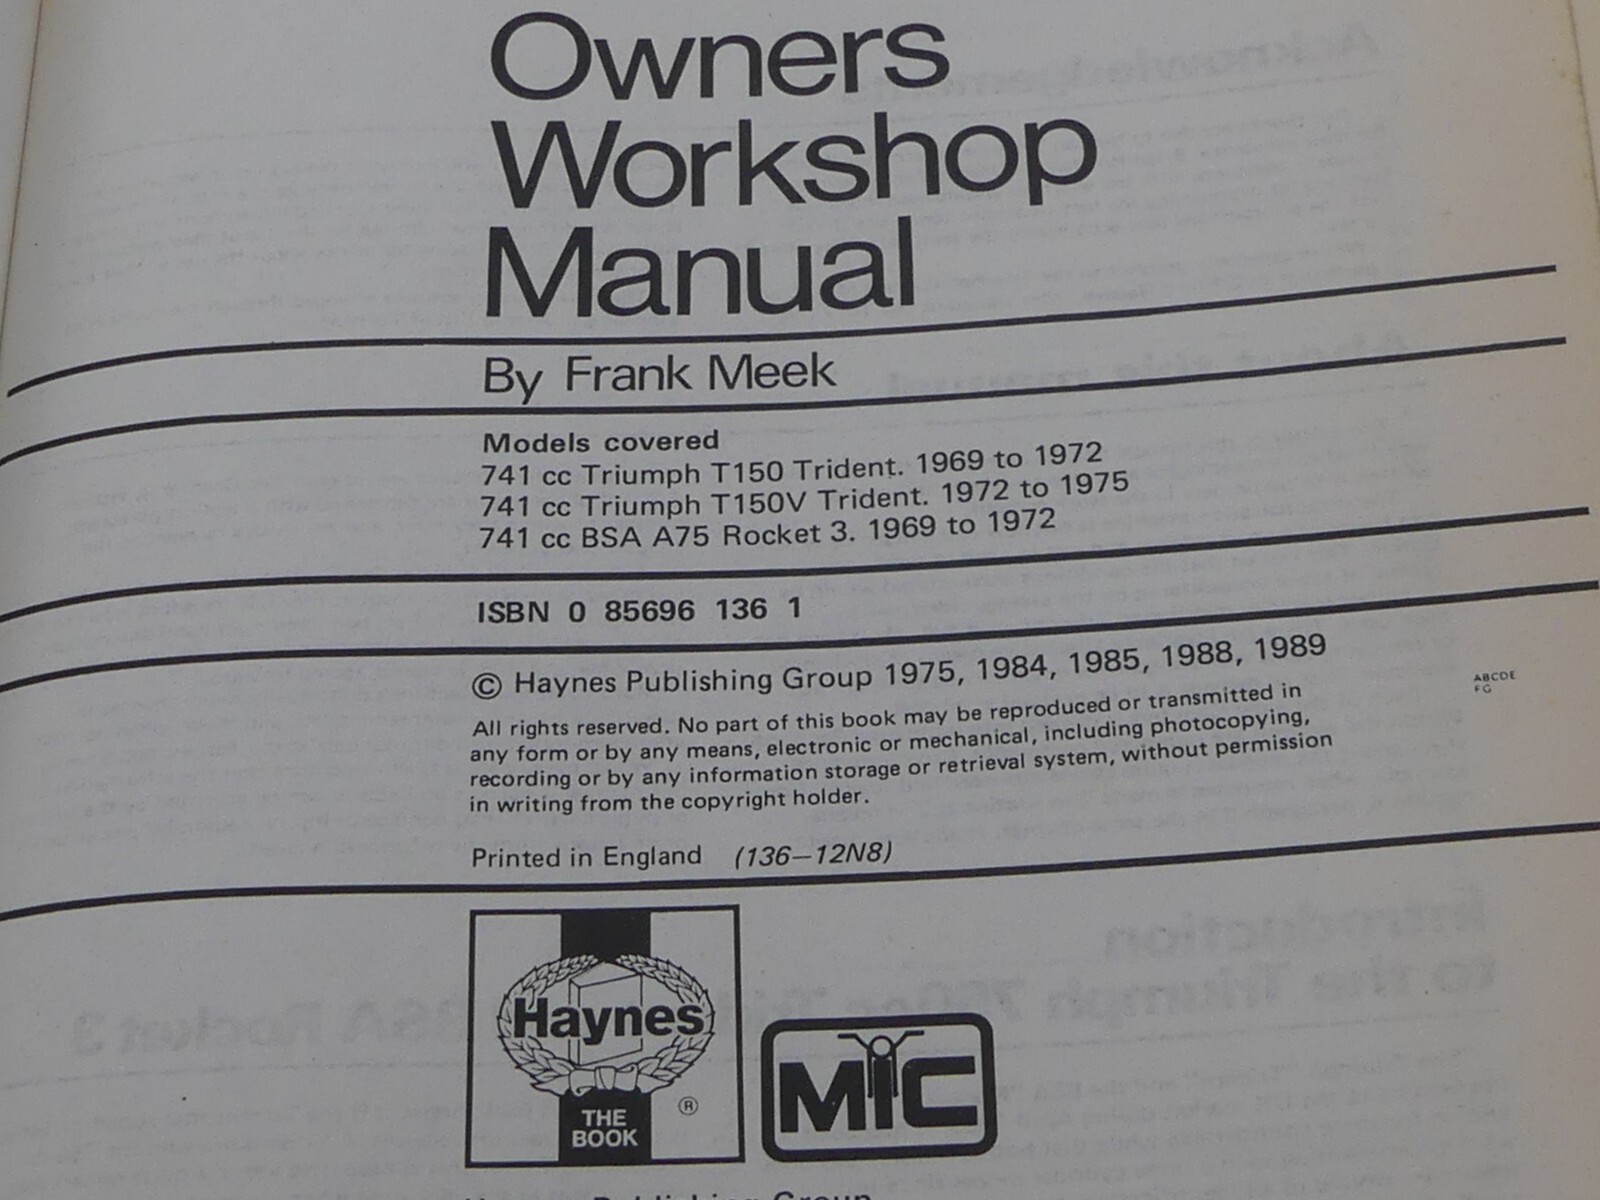 Owners
Workshop
Manual
By Frank Meek
Models covered
741 cc Triumph T150 Trident. 1969 to 1972
741 cc Triumph T150V Trident. 1972 to 1975
741 cc BSA A75 Rocket 3. 1969 to 1972
ISBN 0 85696 136 1
© Haynes Publishing Group 1975, 1984, 1985, 1988, 1989
ABCDE
FG
All rights reserved. No part of this book may be reproduced or transmitted in
any form or by any means, electronic or mechanical, including photocopying,
recording or by any information storage or retrieval system, without permission
in writing from the copyright holder.
Printed in England (136–12N8)
Haynes
®
THE
BOOK
MIC
Publishing Group